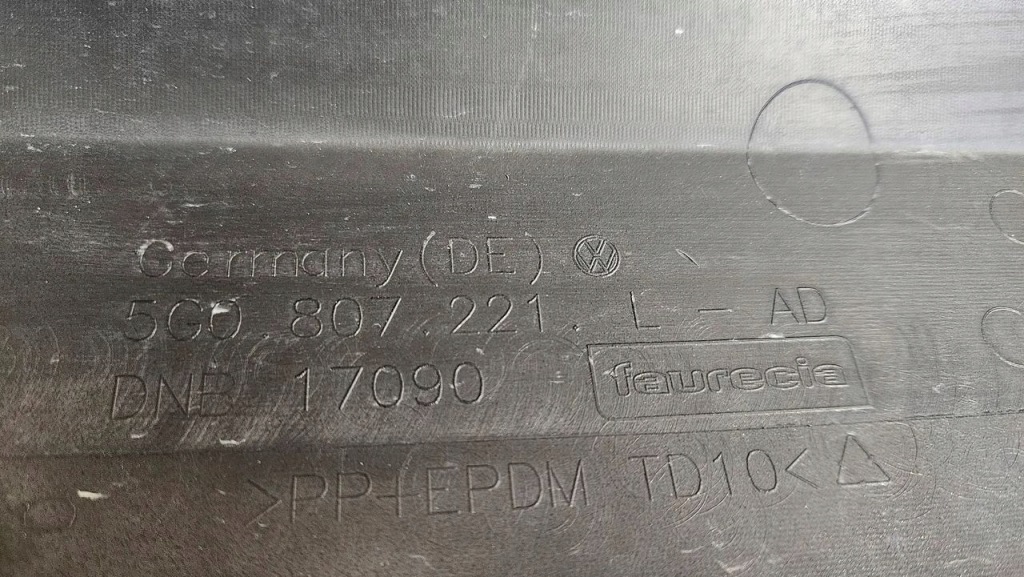 Germany (DE)
5G0.807.221. L - AD
DNB 17090
faurecia
>PP+EPDM TD10<